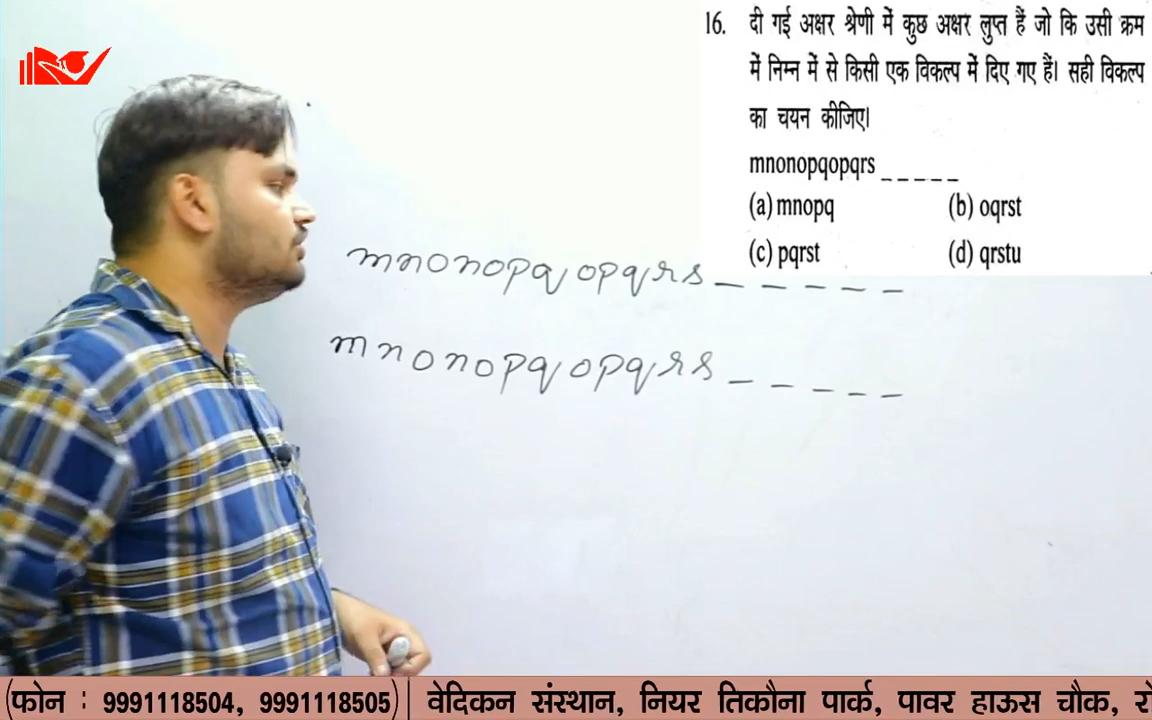 16. दी गई अक्षर श्रेणी में कुछ अक्षर लुप्त हैं जो कि उसी क्रम
में निम्न में से किसी एक विकल्प में दिए गए हैं। सही विकल्प
का चयन कीजिए।
mnonopqopqrs _ _ _ _ _
(a) mnopq (b) oqrst
(c) pqrst (d) qrstu
mnonopqopqrs _ _ _ _ _
mnonopqopqrs _ _ _ _ _
(फोन : 9991118504, 9991118505) | वेदिकन संस्थान, नियर तिकौना पार्क, पावर हाऊस चौक,